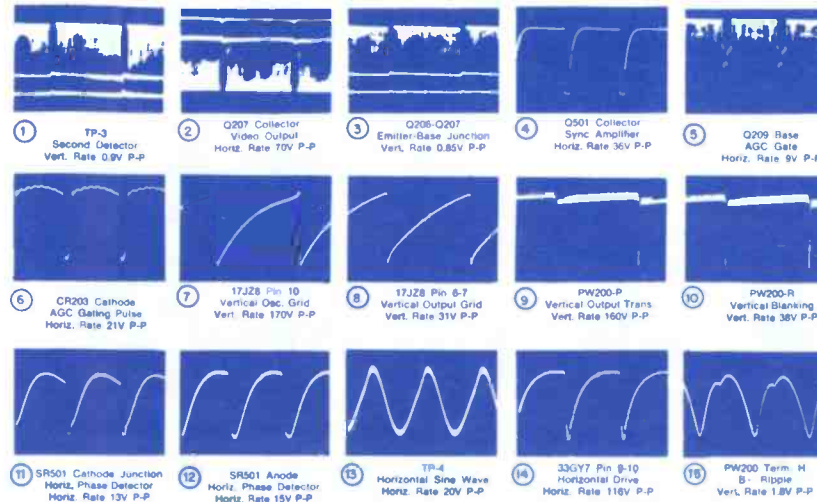 1 TP-3
Second Detector
Vert. Rate 0.9V P-P
2 Q207 Collector
Video Output
Horiz. Rate 70V P-P
3 Q206-Q207
Emitter-Base Junction
Vert. Rate 0.85V P-P
4 Q501 Collector
Sync Amplifier
Horiz. Rate 36V P-P
5 Q209 Base
AGC Gate
Horiz. Rate 9V P-P
6 CR203 Cathode
AGC Gating Pulse
Horiz. Rate 21V P-P
7 17JZ8 Pin 10
Vertical Osc. Grid
Vert. Rate 170V P-P
8 17JZ8 Pin 6-7
Vertical Output Grid
Vert. Rate 31V P-P
9 PW200-P
Vertical Output Trans.
Vert. Rate 160V P-P
10 PW200-R
Vertical Blanking
Vert. Rate 38V P-P
11 SR501 Cathode Junction
Horiz. Phase Detector
Horiz. Rate 13V P-P
12 SR501 Anode
Horiz. Phase Detector
Horiz. Rate 15V P-P
13 TP-4
Horizontal Sine Wave
Horiz. Rate 20V P-P
14 33GY7 Pin 9-10
Horizontal Drive
Horiz. Rate 116V P-P
15 PW200 Term. H
B- Ripple
Vert. Rate 1.8V P-P